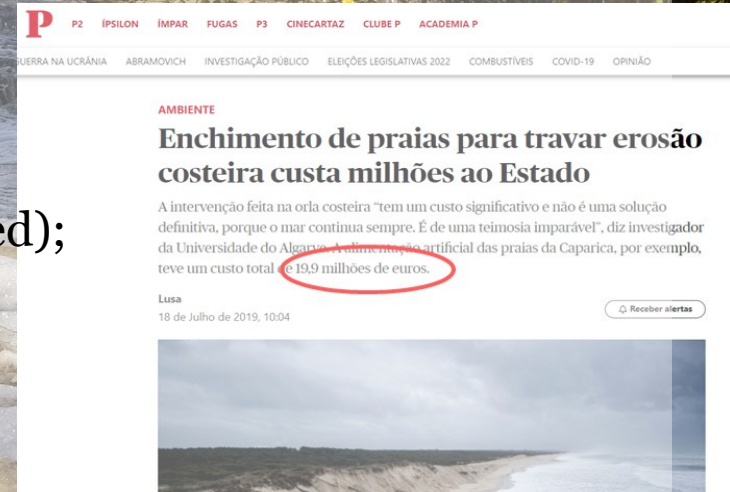 P P2 ÍPSILON ÍMPAR FUGAS P3 CINECARTAZ CLUBE P ACADEMIA P
GUERRA NA UCRÂNIA ABRAMOVICH INVESTIGAÇÃO PÚBLICO ELEIÇÕES LEGISLATIVAS 2022 COMBUSTÍVEIS COVID-19 OPINIÃO
AMBIENTE
Enchimento de praias para travar erosão
costeira custa milhões ao Estado
A intervenção feita na orla costeira "tem um custo significativo e não é uma solução
definitiva, porque o mar continua sempre. É de uma teimosia imparável", diz investigador
da Universidade do Algarve. A alimentação artificial das praias da Caparica, por exemplo,
teve um custo total de 19,9 milhões de euros.
Lusa
18 de Julho de 2019, 10:04
Receber alertas
ed);